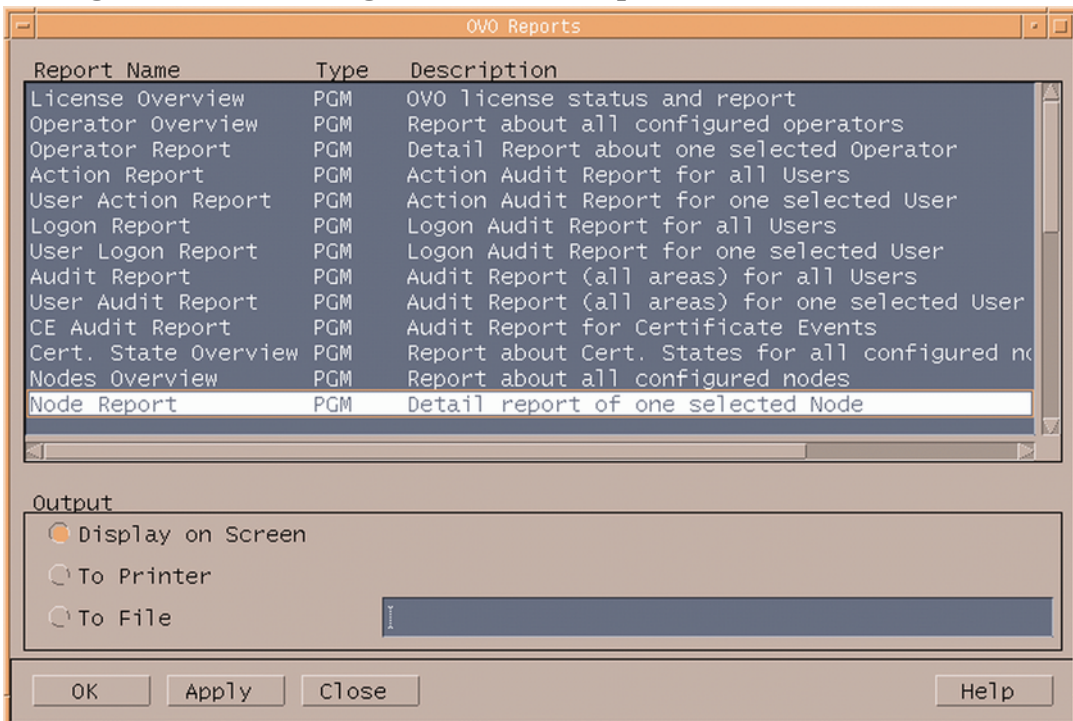 OVO Reports
Report Name Type Description
License Overview PGM OVO license status and report
Operator Overview PGM Report about all configured operators
Operator Report PGM Detail Report about one selected Operator
Action Report PGM Action Audit Report for all Users
User Action Report PGM Action Audit Report for one selected User
Logon Report PGM Logon Audit Report for all Users
User Logon Report PGM Logon Audit Report for one selected User
Audit Report PGM Audit Report (all areas) for all Users
User Audit Report PGM Audit Report (all areas) for one selected User
CE Audit Report PGM Audit Report for Certificate Events
Cert. State Overview PGM Report about Cert. States for all configured
Nodes Overview PGM Report about all configured nodes
Node Report PGM Detail report of one selected Node
Output
Display on Screen
To Printer
To File
OK Apply Close Help